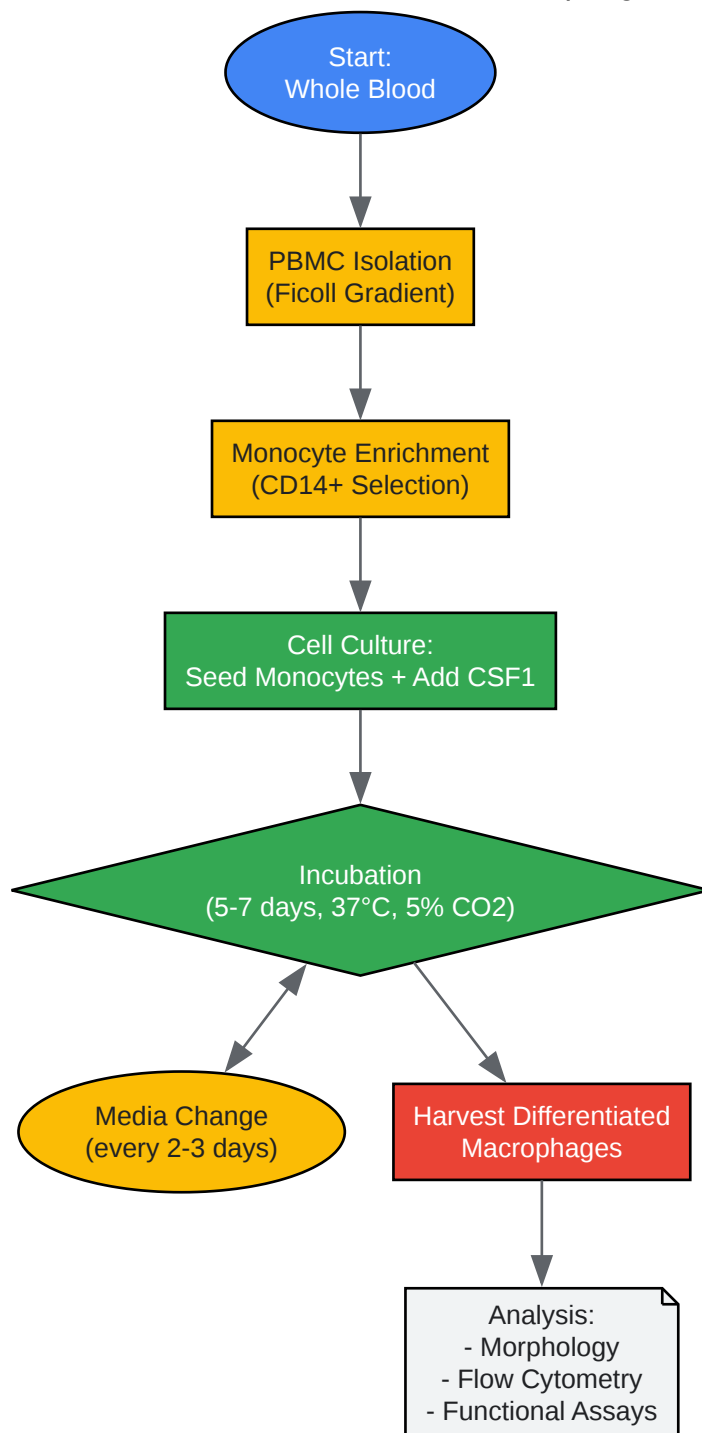 Start:
Whole Blood
PBMC Isolation
(Ficoll Gradient)
Monocyte Enrichment
(CD14+ Selection)
Cell Culture:
Seed Monocytes + Add CSF1
Incubation
(5-7 days, 37°C, 5% CO2)
Media Change
(every 2-3 days)
Harvest Differentiated
Macrophages
Analysis:
- Morphology
- Flow Cytometry
- Functional Assays